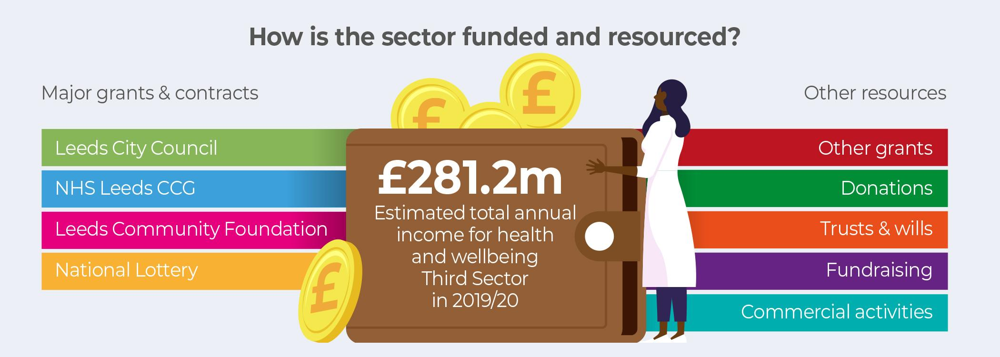 How is the sector funded and resourced?
Major grants & contracts
Leeds City Council
NHS Leeds CCG
Leeds Community Foundation
National Lottery
£
£
£
£281.2m
Estimated total annual
income for health
and wellbeing
Third Sector
in 2019/20
Other resources
Other grants
Donations
Trusts & wills
Fundraising
Commercial activities